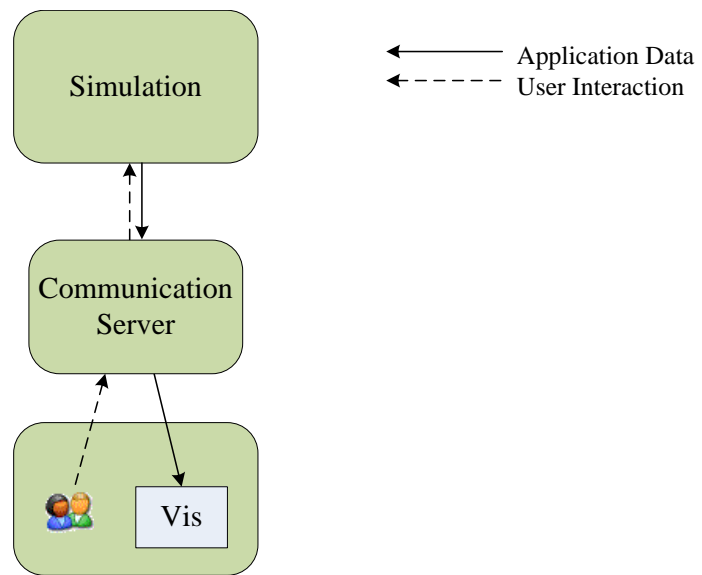 Simulation
Application Data
User Interaction
Communication
Server
Vis